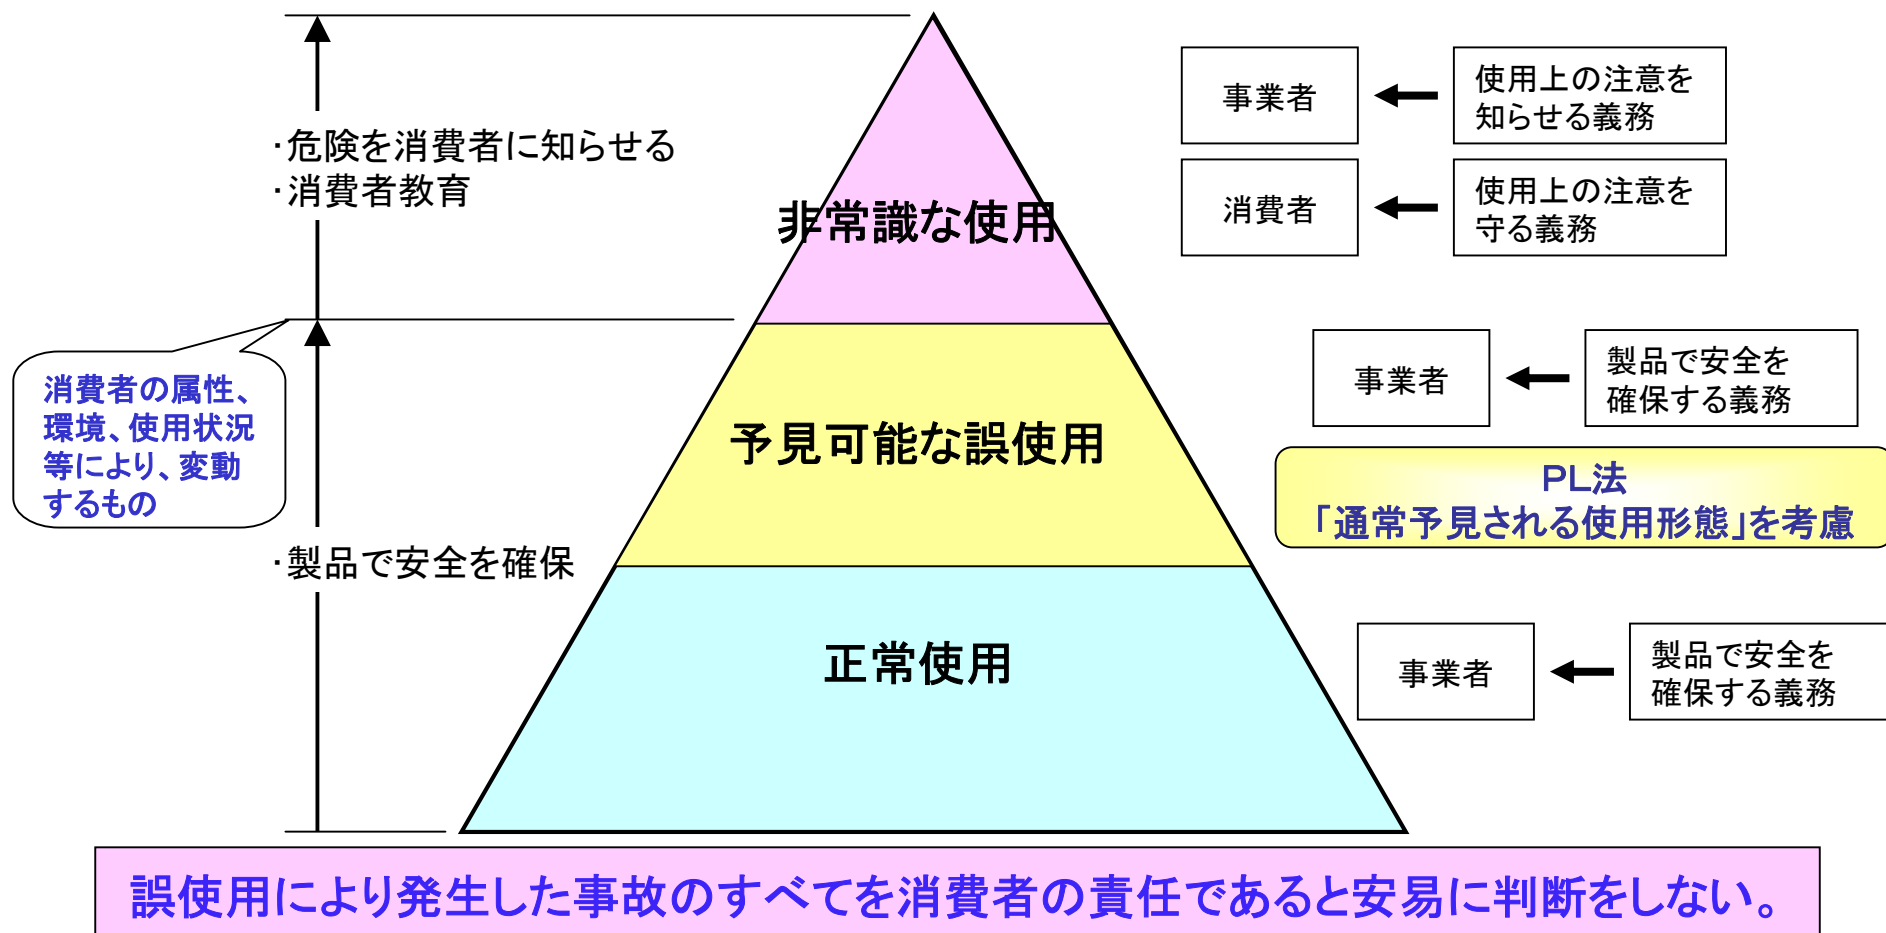 ・危険を消費者に知らせる
・消費者教育
非常識な使用
事業者
使用上の注意を
知らせる義務
消費者
使用上の注意を
守る義務
消費者の属性、
環境、使用状況
等により、変動
するもの
・製品で安全を確保
予見可能な誤使用
事業者
製品で安全を
確保する義務
PL法
「通常予見される使用形態」を考慮
正常使用
事業者
製品で安全を
確保する義務
誤使用により発生した事故のすべてを消費者の責任であると安易に判断をしない。